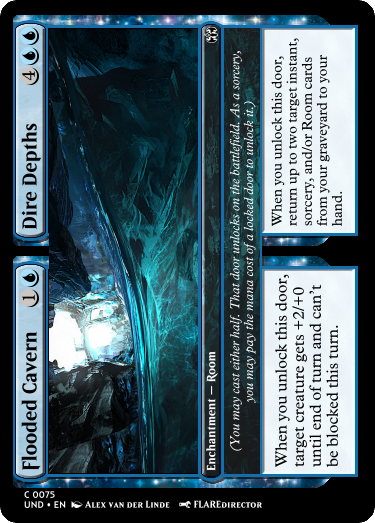 Flooded Cavern 1
When you unlock this door,
target creature gets +2/+0
until end of turn and can't
be blocked this turn.
Dire Depths 4
When you unlock this door,
return up to two target instant,
sorcery, and/or Room cards
from your graveyard to your
hand.
Enchantment — Room
(You may cast either half. That door unlocks on the battlefield. As a sorcery,
you may pay the mana cost of a locked door to unlock it.)
C 0075
UND • EN Alex van der Linde FLAREdirector